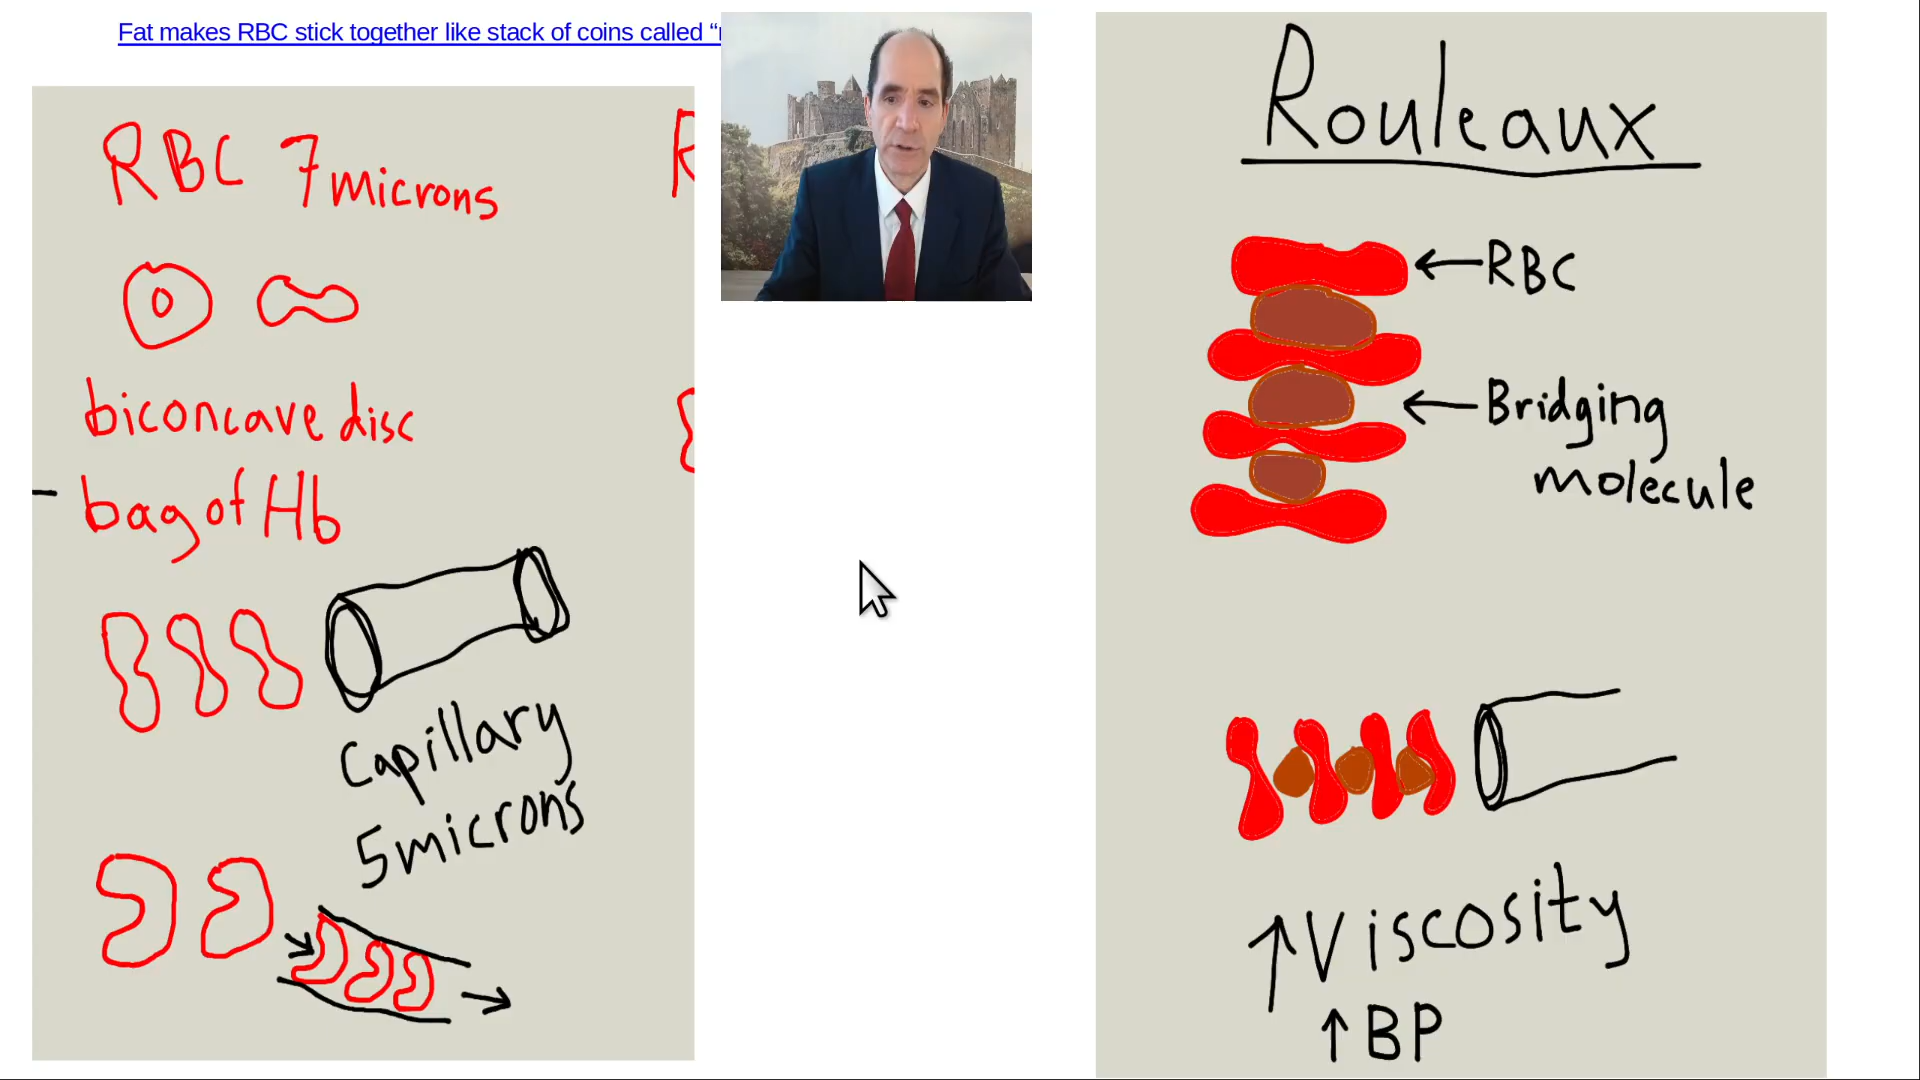 Fat makes RBC stick together like stack of coins called “
RBC 7 microns
biconcave disc
bag of Hb
Capillary
5 microns
Rouleaux
←RBC
←Bridging
molecule
↑Viscosity
↑BP